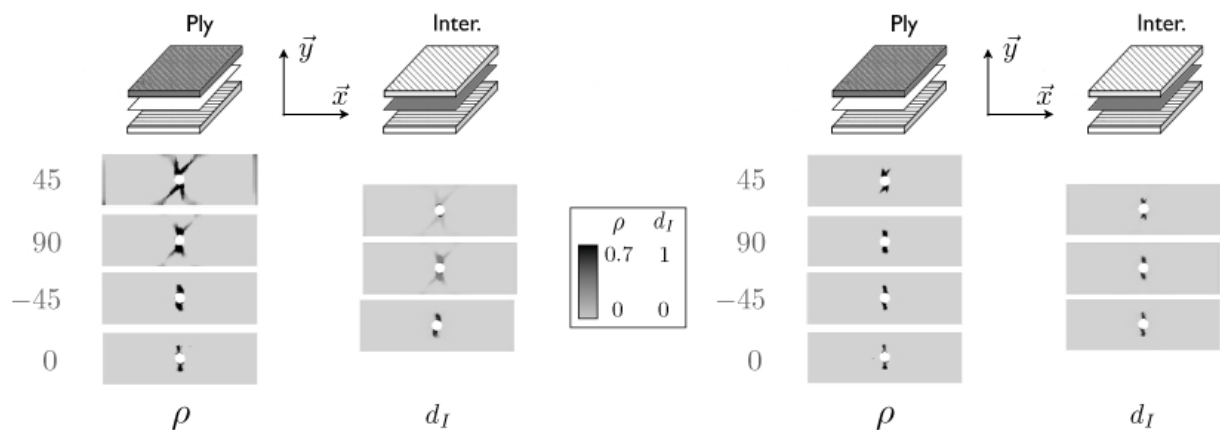 Ply Inter. Ply Inter.
y⃗ y⃗
x⃗ x⃗
45 45
90 ρ d_I 90
0.7 1
−45 0 0 −45
0 0
ρ d_I ρ d_I